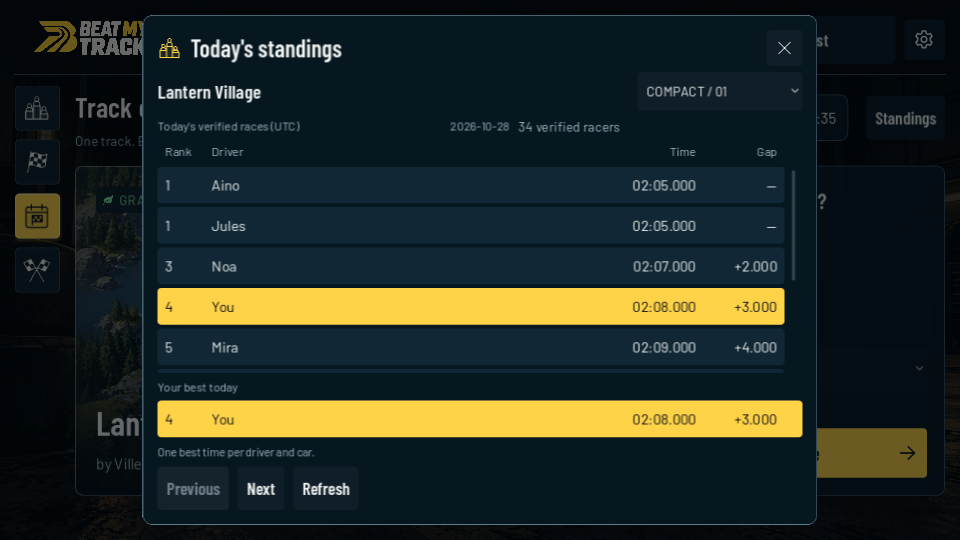 BEAT MY
TRACK
Today's standings
st
Lantern Village
COMPACT / 01
Track
:35
Standings
Today's verified races (UTC)
2026-10-28 34 verified racers
One track.
Rank Driver Time Gap
1 Aino 02:05.000 —
GRA
?
1 Jules 02:05.000 —
3 Noa 02:07.000 +2.000
4 You 02:08.000 +3.000
5 Mira 02:09.000 +4.000
Your best today
4 You 02:08.000 +3.000
Lan
One best time per driver and car.
by Ville
Previous Next Refresh